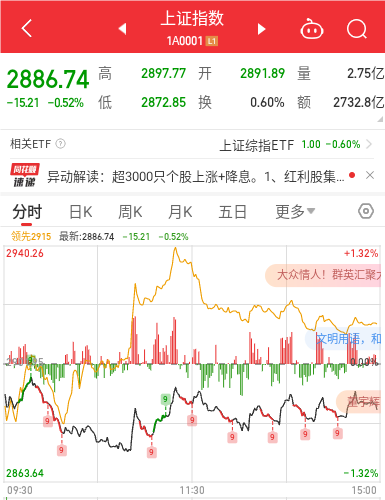 上证指数
1A0001 L1
2886.74 高 2897.77 开 2891.89 量 2.75亿
-15.21 -0.52% 低 2872.85 换 0.60% 额 2732.8亿
相关ETF ? 上证综指ETF 1.00 -0.60%
同花顺速递 异动解读：超3000只个股上涨+降息。1、红利股集...
分时 日K 周K 月K 五日 更多
领先2915 最新:2886.74 -15.21 -0.52%
2940.26 +1.32%
大众情人！群英汇聚
文明用语，和
0.00%
9
9 9 9 9 9 9 9 9
2863.64 -1.32%
09:30 11:30 15:00